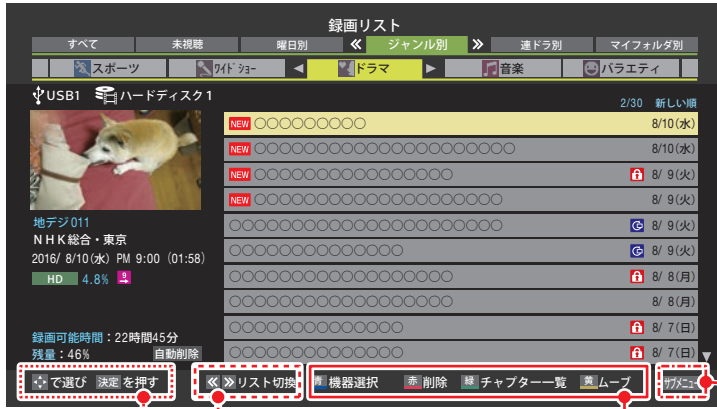 録画リスト
すべて 未視聴 曜日別 ≪ ジャンル別 ≫ 連ドラ別 マイフォルダ別
スポーツ ワイドショー ◀ ドラマ ▶ 音楽 バラエティ
USB1 ハードディスク1
2/30 新しい順
NEW ○○○○○○○○○ 8/10(水)
NEW ○○○○○○○○○○○○○○○○○○○○○ 8/10(水)
NEW ○○○○○○○○○○○○○○○○ 8/ 9(火)
NEW ○○○○○○○○○○○○○○○○○○○○ 8/ 9(火)
○○○○○○○○○○○○○○○○○○○○○○ 8/ 9(火)
○○○○○○○○○○○○○○ 8/ 9(火)
○○○○○○○○○○○○○○○○○○ 8/ 8(月)
○○○○○○○○○○○○○○○○○○ 8/ 8(月)
○○○○○○○○○○○○○○ 8/ 7(日)
○○○○○○○○○○○○○○ 8/ 7(日)
地デジ 011
NHK総合・東京
2016/ 8/10(水) PM 9:00 (01:58)
HD 4.8% 9
録画可能時間：22時間45分
残量：46% 自動削除
で選び 決定 を押す ≪ ≫ リスト切換 青 機器選択 赤 削除 緑 チャプター一覧 黄 ムーブ サブメニュー